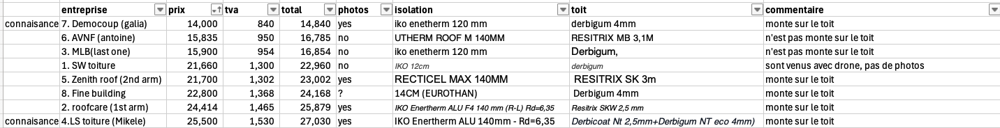 entreprise prix tva total photos isolation toit commentaire
connaisance 7. Democoup (galia) 14,000 840 14,840 yes iko enetherm 120 mm derbigum 4mm monte sur le toit
6. AVNF (antoine) 15,835 950 16,785 no UTHERM ROOF M 140MM RESITRIX MB 3,1M n'est pas monte sur le toit
3. MLB(last one) 15,900 954 16,854 no iko enetherm 120 mm Derbigum, n'est pas monte sur le toit
1. SW toiture 21,660 1,300 22,960 no IKO 12cm derbigum sont venus avec drone, pas de photos
5. Zenith roof (2nd arm) 21,700 1,302 23,002 yes RECTICEL MAX 140MM RESITRIX SK 3m monte sur le toit
8. Fine building 22,800 1,368 24,168 ? 14CM (EUROTHAN) Derbigum 4mm monte sur le toit
2. roofcare (1st arm) 24,414 1,465 25,879 yes IKO Enertherm ALU F4 140 mm (R-L) Rd=6,35 Resitrix SKW 2,5 mm monte sur le toit
connaisance 4.LS toiture (Mikele) 25,500 1,530 27,030 yes IKO Enertherm ALU 140mm - Rd=6,35 Derbicoat Nt 2,5mm+Derbigum NT eco 4mm) monte sur le toit